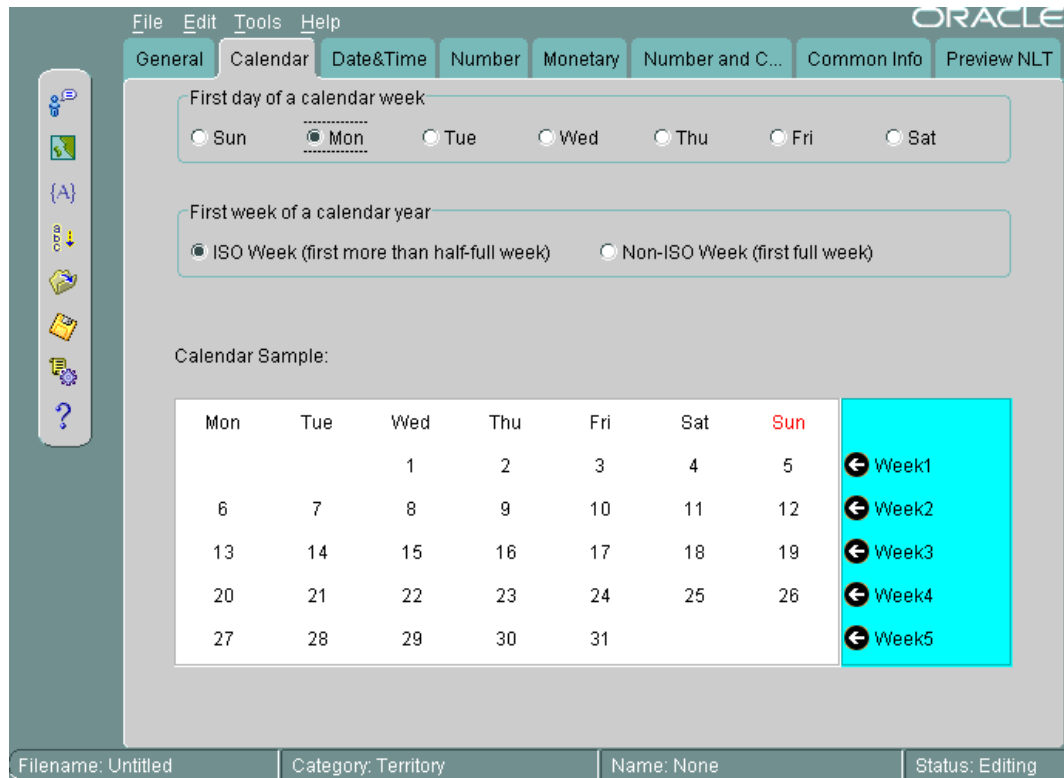 File Edit Tools Help ORACLE
General Calendar Date&Time Number Monetary Number and C... Common Info Preview NLT
First day of a calendar week
Sun Mon Tue Wed Thu Fri Sat
{A}
a b c
First week of a calendar year
ISO Week (first more than half-full week) Non-ISO Week (first full week)
Calendar Sample:
?
Mon Tue Wed Thu Fri Sat Sun
1 2 3 4 5 Week1
6 7 8 9 10 11 12 Week2
13 14 15 16 17 18 19 Week3
20 21 22 23 24 25 26 Week4
27 28 29 30 31 Week5
Filename: Untitled Category: Territory Name: None Status: Editing